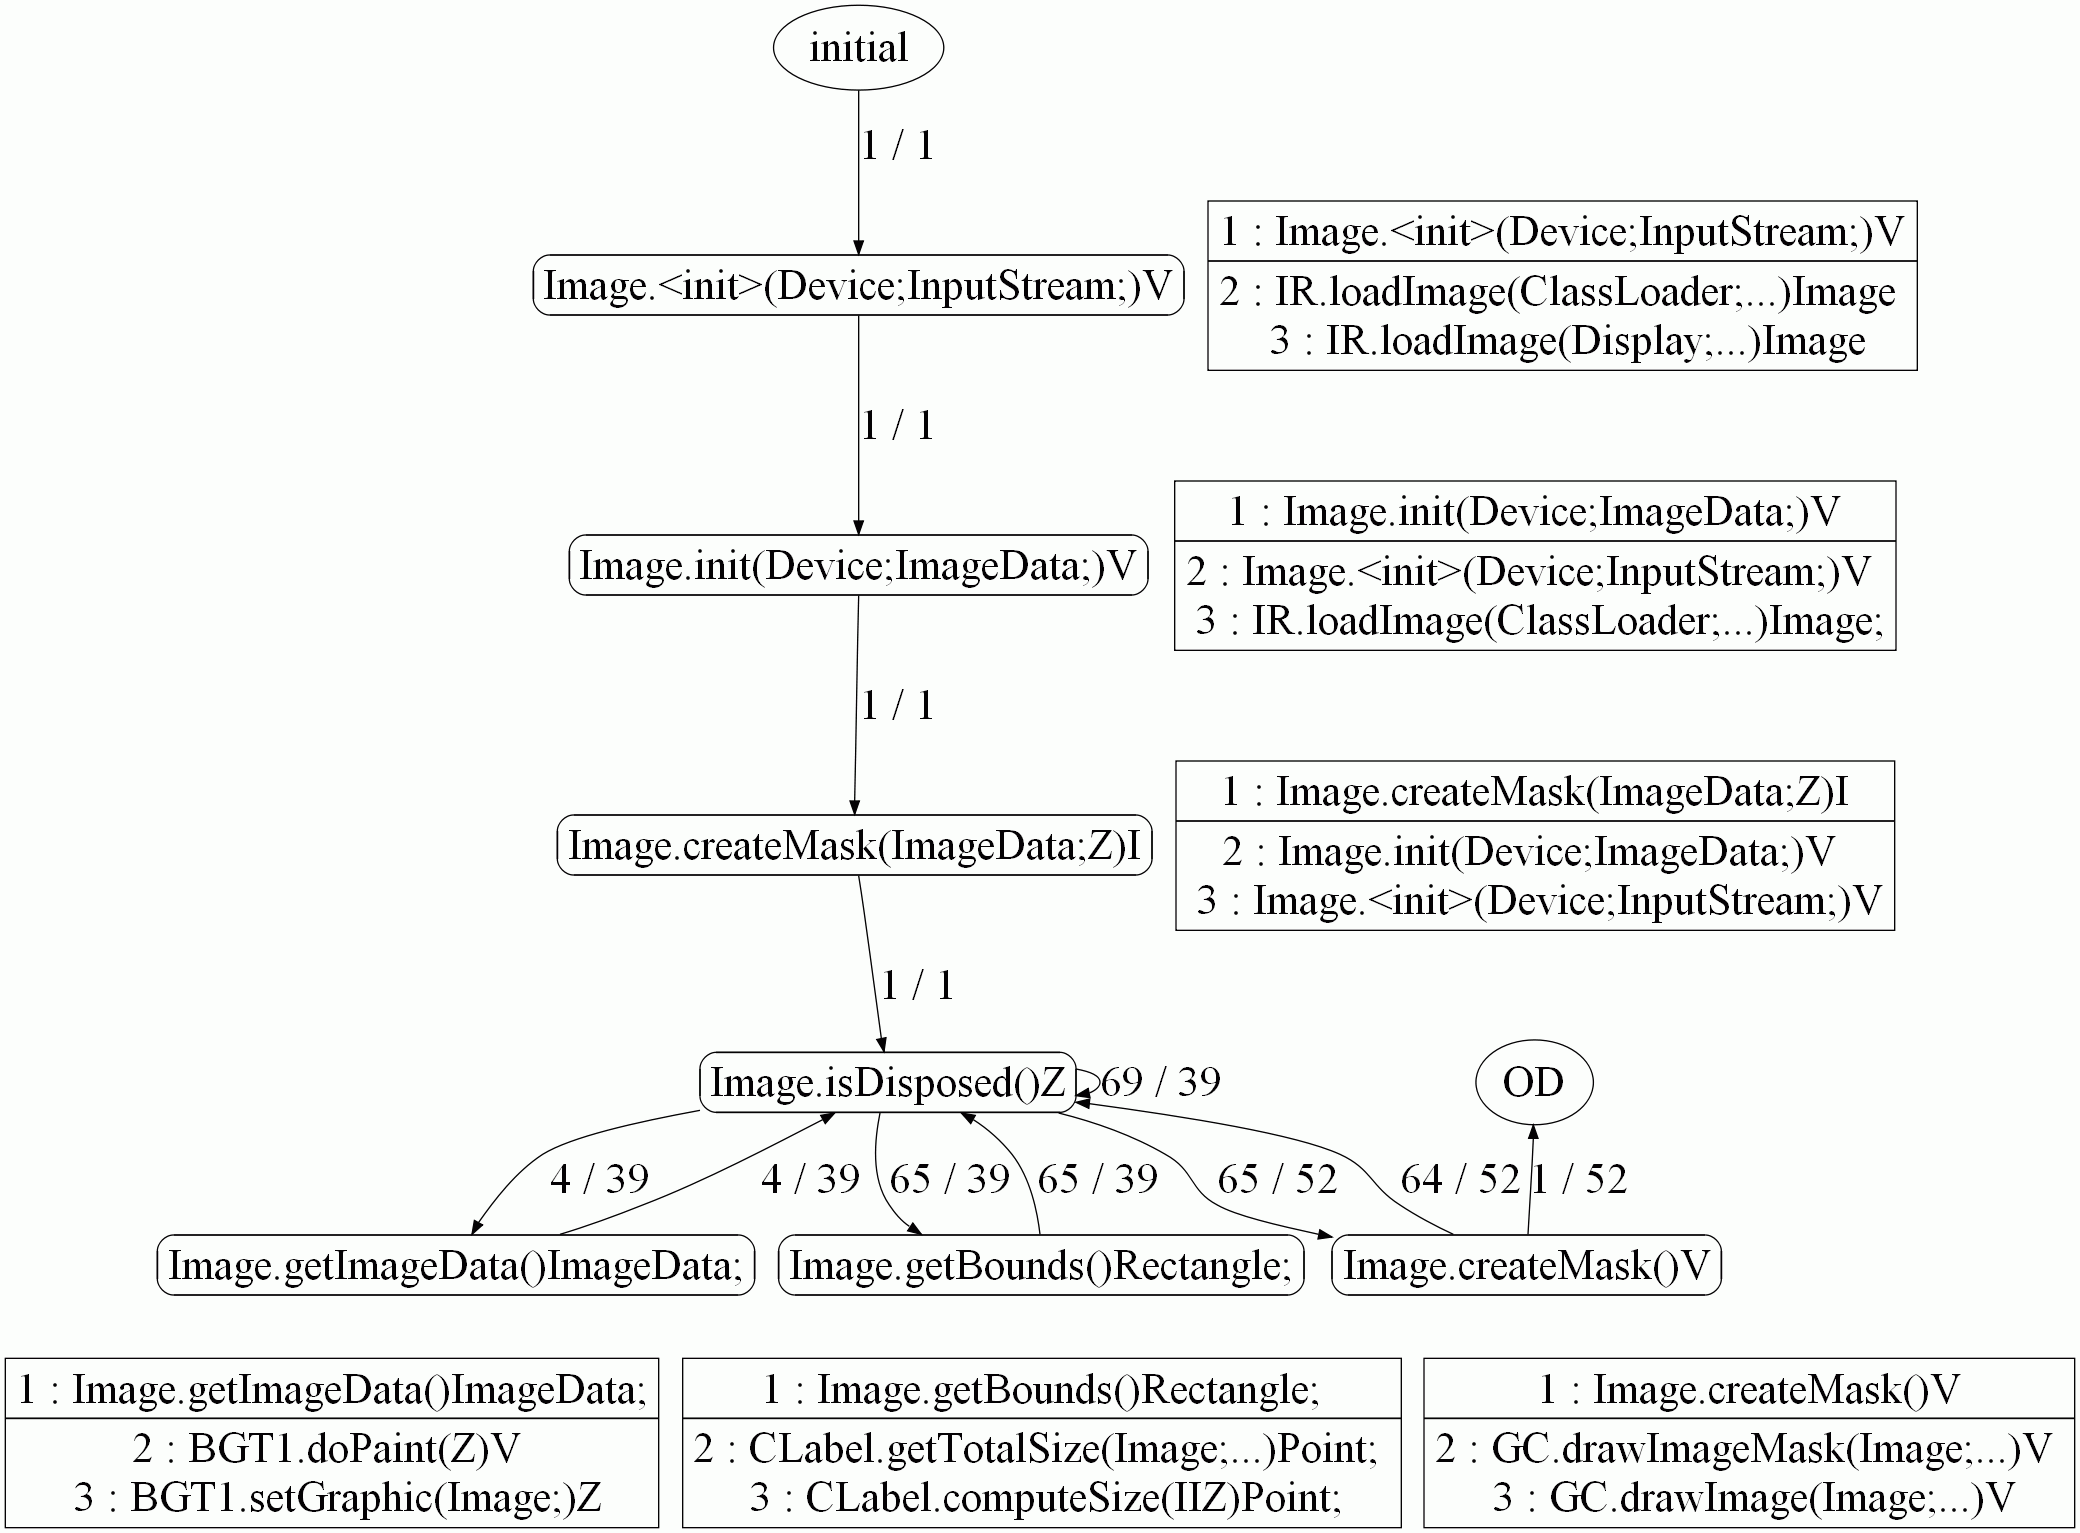 initial
1 / 1
Image.<init>(Device;InputStream;)V
1 : Image.<init>(Device;InputStream;)V
2 : IR.loadImage(ClassLoader;...)Image
3 : IR.loadImage(Display;...)Image
1 / 1
Image.init(Device;ImageData;)V
1 : Image.init(Device;ImageData;)V
2 : Image.<init>(Device;InputStream;)V
3 : IR.loadImage(ClassLoader;...)Image;
1 / 1
Image.createMask(ImageData;Z)I
1 : Image.createMask(ImageData;Z)I
2 : Image.init(Device;ImageData;)V
3 : Image.<init>(Device;InputStream;)V
1 / 1
Image.isDisposed()Z
69 / 39
OD
4 / 39
4 / 39
65 / 39
65 / 39
65 / 52
64 / 52
1 / 52
Image.getImageData()ImageData;
Image.getBounds()Rectangle;
Image.createMask()V
1 : Image.getImageData()ImageData;
2 : BGT1.doPaint(Z)V
3 : BGT1.setGraphic(Image;)Z
1 : Image.getBounds()Rectangle;
2 : CLabel.getTotalSize(Image;...)Point;
3 : CLabel.computeSize(IIZ)Point;
1 : Image.createMask()V
2 : GC.drawImageMask(Image;...)V
3 : GC.drawImage(Image;...)V